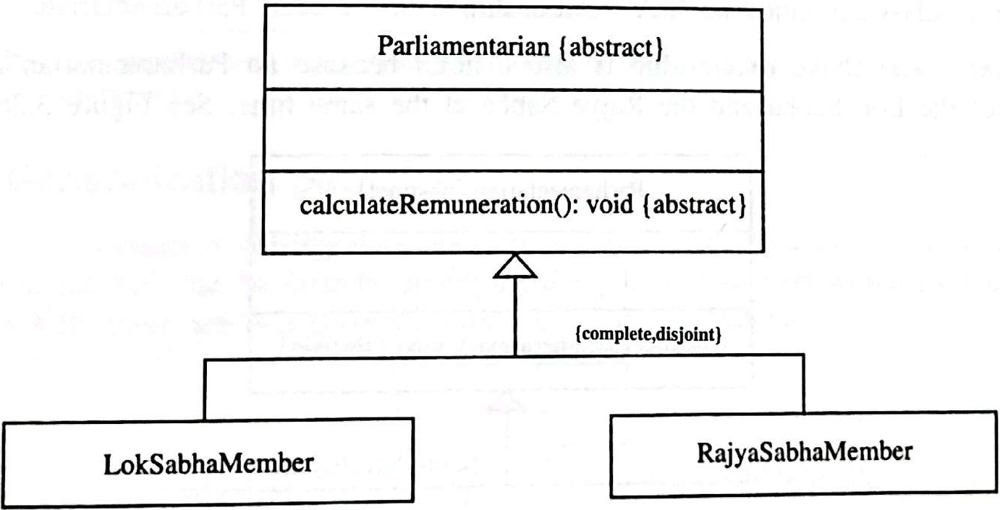 Parliamentarian {abstract}
calculateRemuneration(): void {abstract}
{complete,disjoint}
LokSabhaMember
RajyaSabhaMember